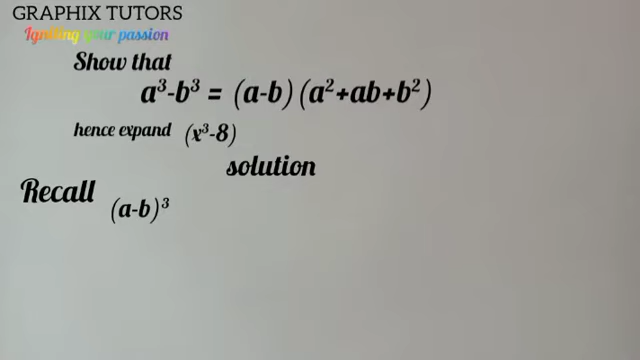 GRAPHIX TUTORS
Igniting your passion
Show that
a³-b³ = (a-b)(a²+ab+b²)
hence expand (x³-8)
solution
Recall (a-b)³